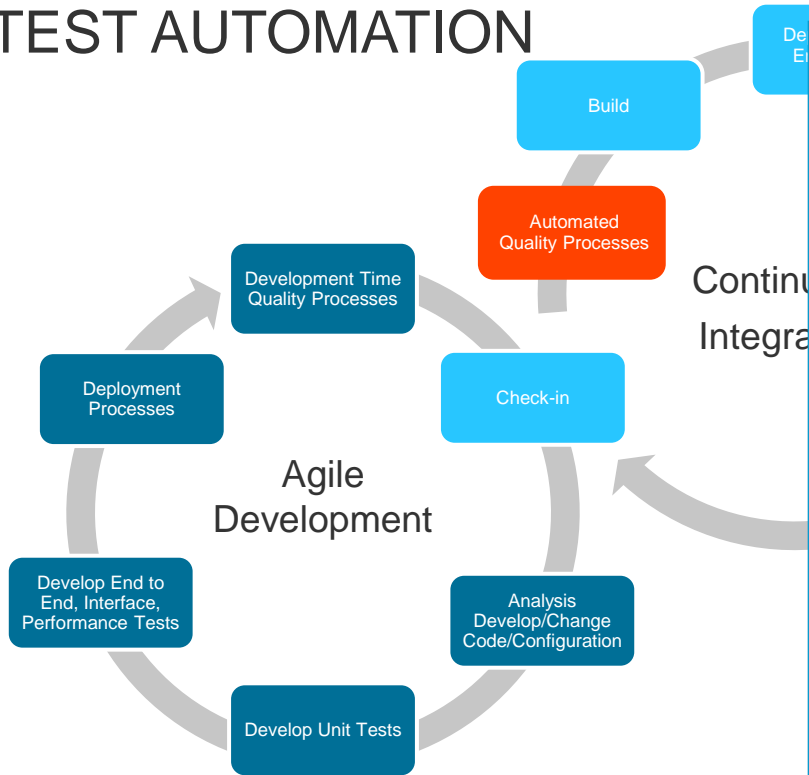 TEST AUTOMATION
Build
Automated
Quality Processes
Development Time
Quality Processes
Deployment
Processes
Check-in
Agile
Development
Develop End to
End, Interface,
Performance Tests
Analysis
Develop/Change
Code/Configuration
Develop Unit Tests